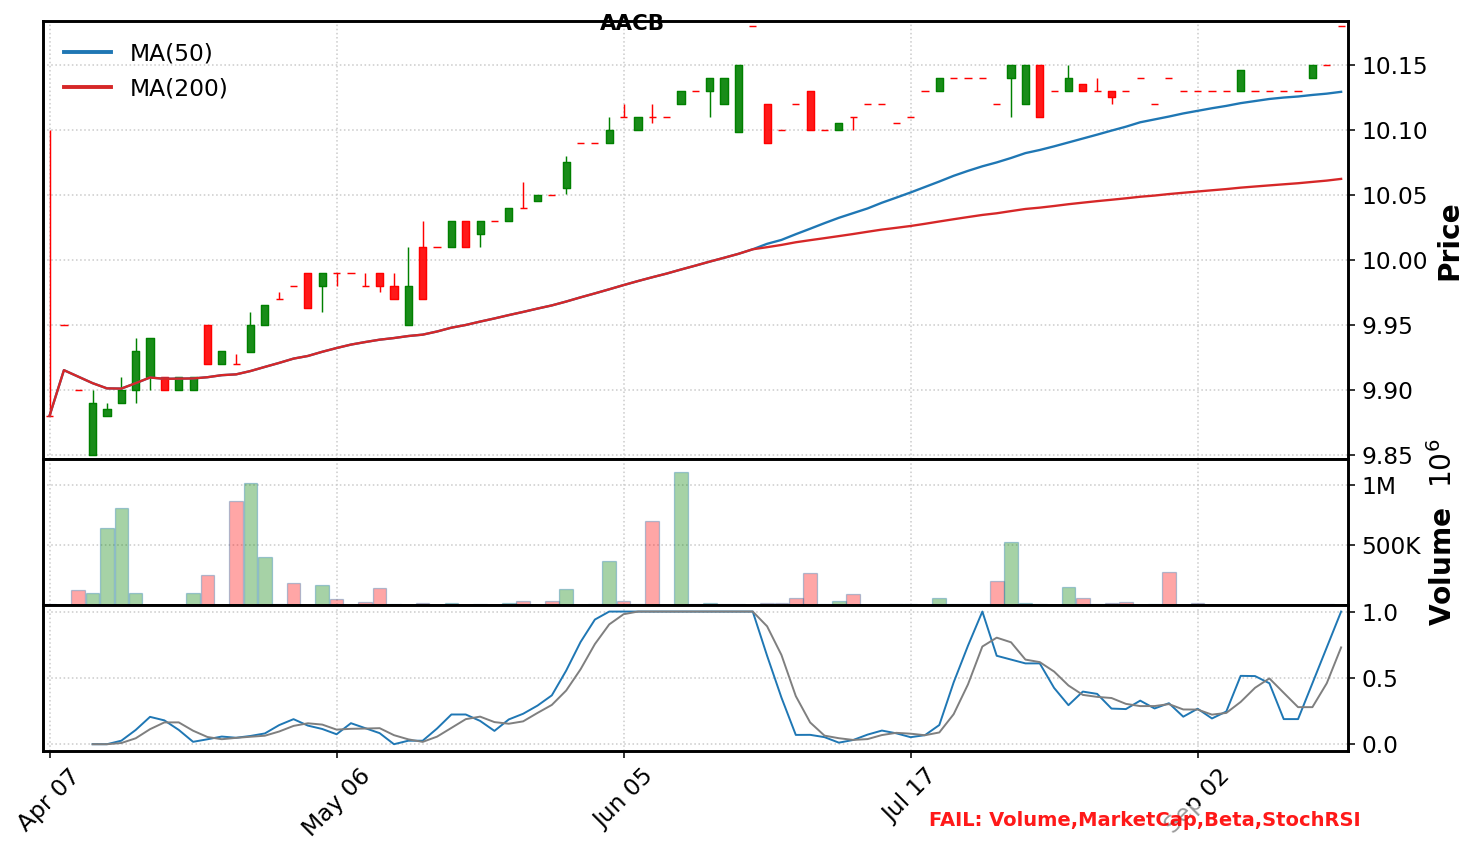 AACB
MA(50)
MA(200)
10.15
10.10
10.05
10.00
9.95
9.90
9.85
Price
1M
500K
Volume 10^6
1.0
0.5
0.0
Apr 07
May 06
Jun 05
Jul 17
Sep 02
FAIL: Volume,MarketCap,Beta,StochRSI